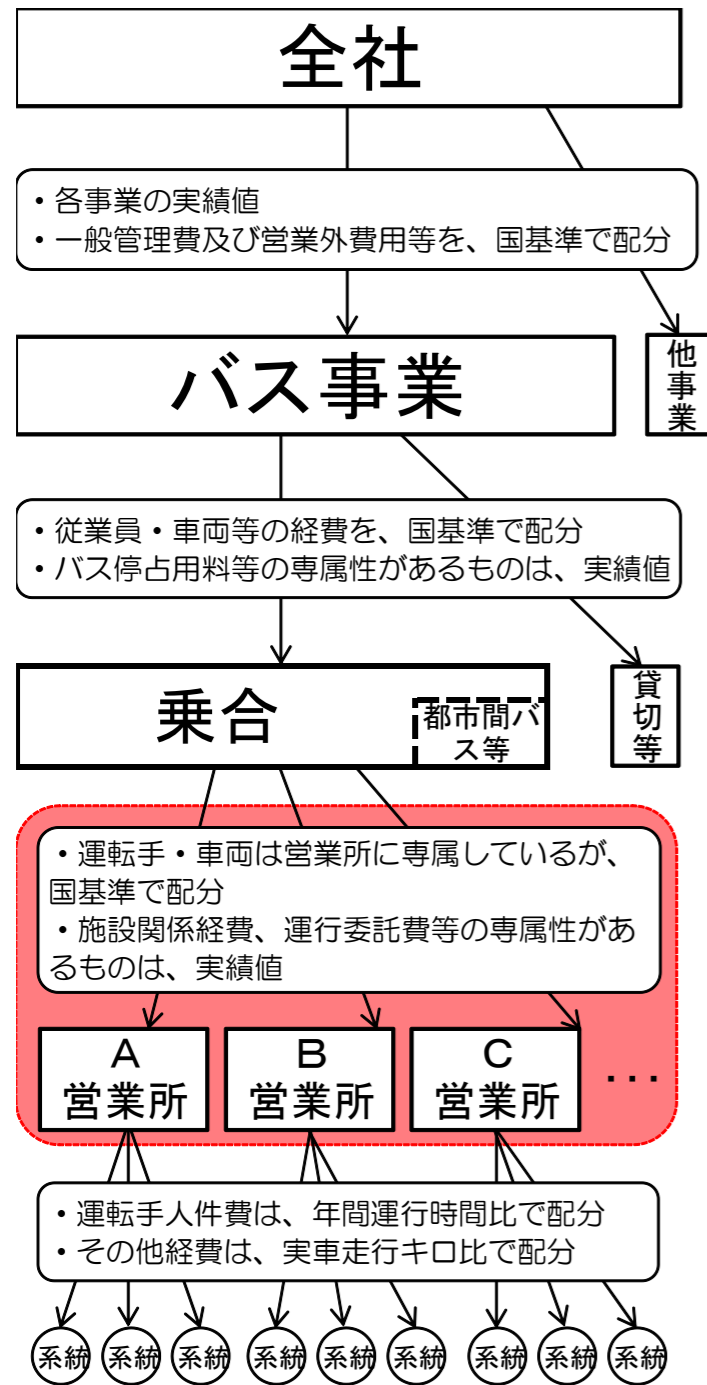 全社
・各事業の実績値
・一般管理費及び営業外費用等を、国基準で配分
バス事業
他事業
・従業員・車両等の経費を、国基準で配分
・バス停占用料等の専属性があるものは、実績値
乗合
都市間バ
ス等
貸切等
・運転手・車両は営業所に専属しているが、
国基準で配分
・施設関係経費、運行委託費等の専属性があ
るものは、実績値
A
営業所
B
営業所
C
営業所
・・・
・運転手人件費は、年間運行時間比で配分
・その他経費は、実車走行キロ比で配分
系統
系統
系統
系統
系統
系統
系統
系統
系統